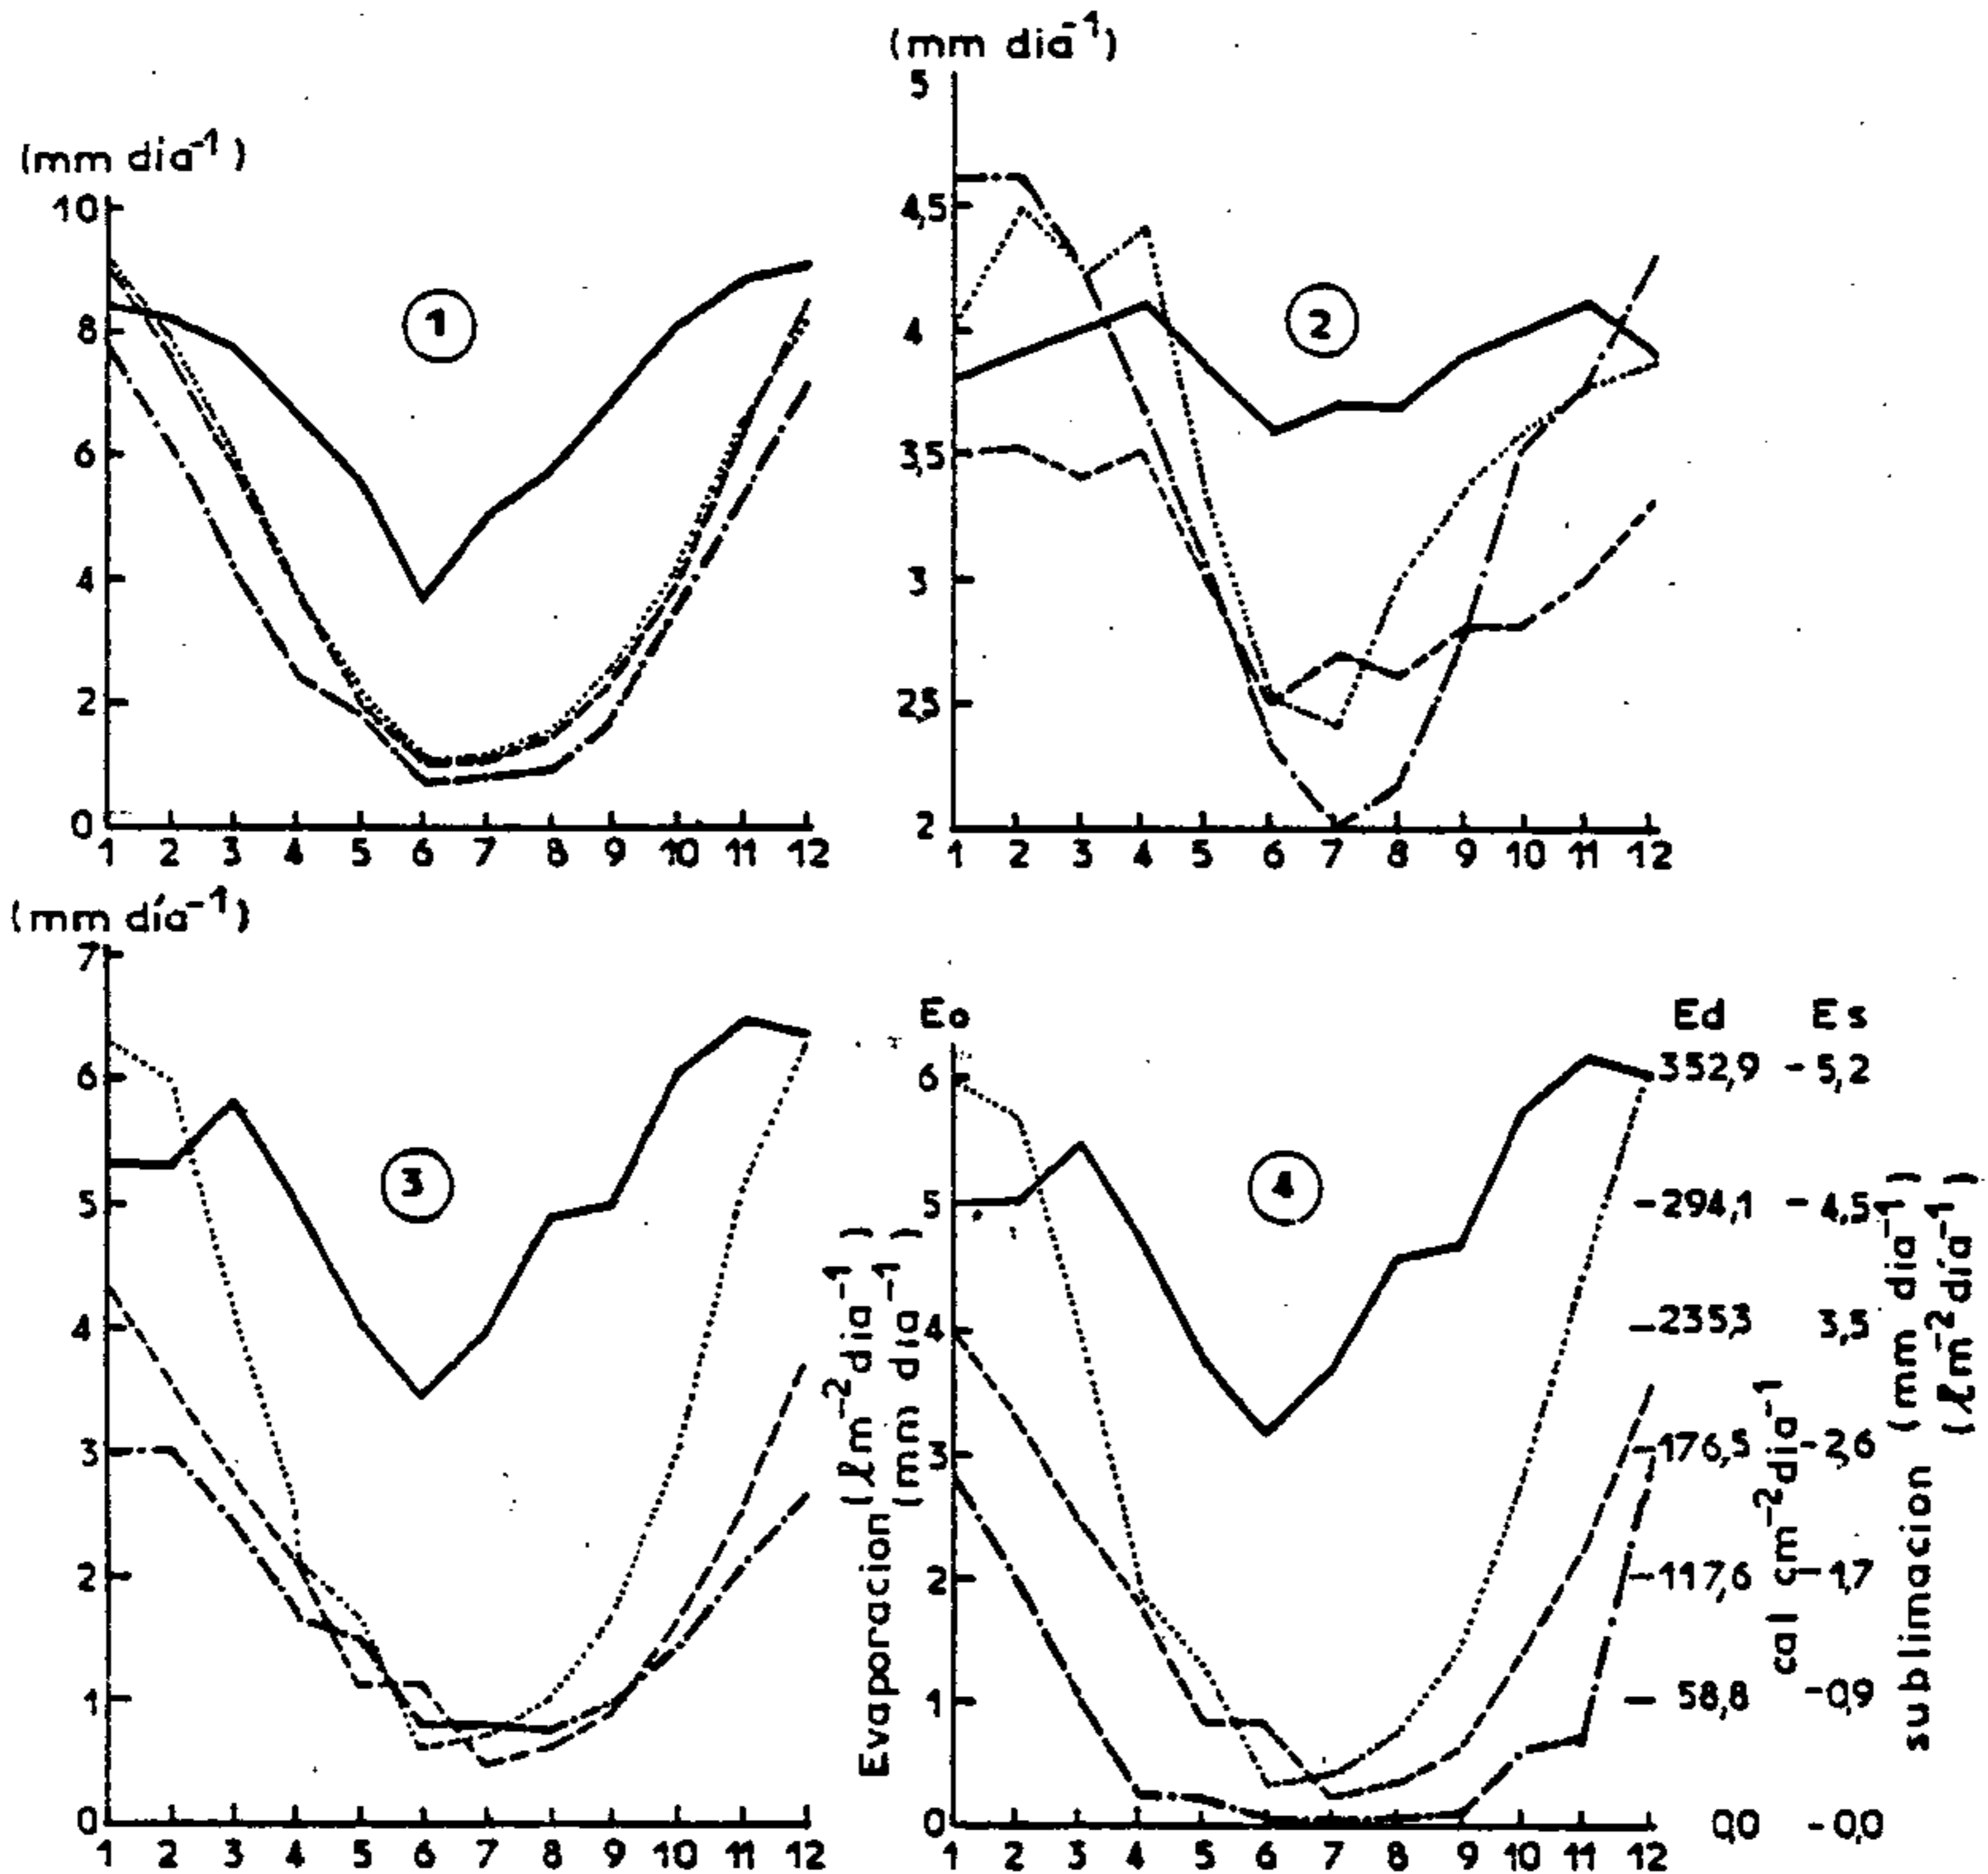 (mm día⁻¹)
10
8
6
4
2
0
1 2 3 4 5 6 7 8 9 10 11 12
1
(mm dia⁻¹)
5
4,5
4
3,5
3
2,5
2
1 2 3 4 5 6 7 8 9 10 11 12
2
(mm día⁻¹)
7
6
5
4
3
2
1
0
1 2 3 4 5 6 7 8 9 10 11 12
3
Evaporacion (ℓm⁻² dia⁻¹)
(mm dia⁻¹)
Eo
6
5
4
3
2
1
0
1 2 3 4 5 6 7 8 9 10 11 12
4
Ed Es
352,9 - 5,2
294,1 - 4,5
235,3 3,5
176,5 - 2,6
117,6 - 1,7
58,8 - 0,9
0,0 - 0,0
cal cm⁻² dia⁻¹
sublimacion (mm dia⁻¹)
(ℓm⁻² día⁻¹)